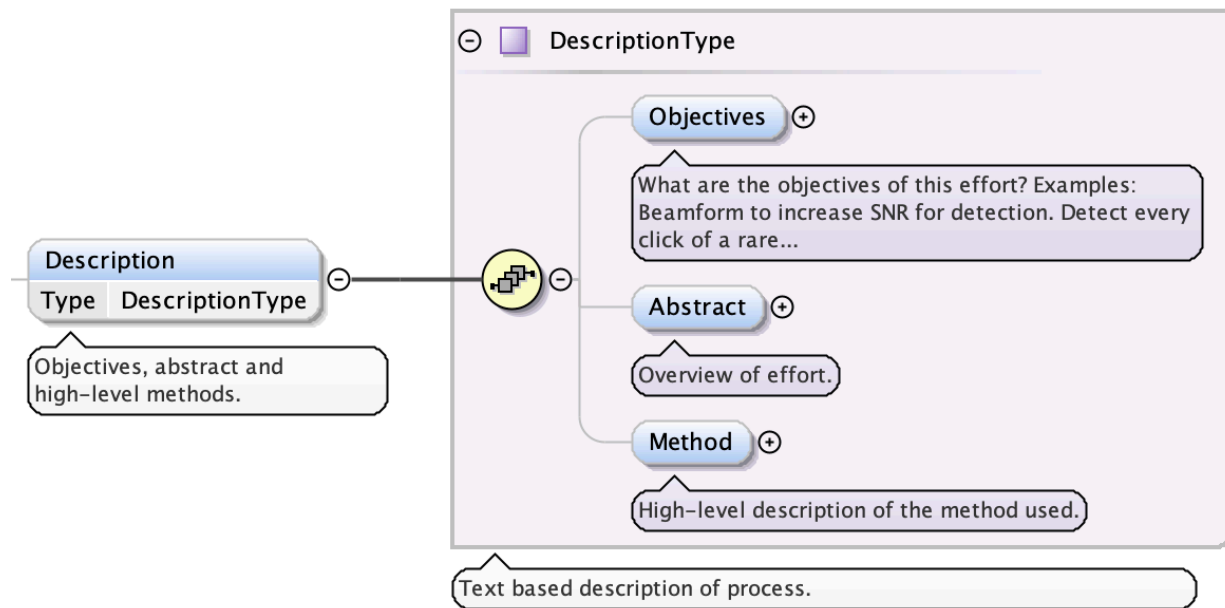 DescriptionType
Objectives
What are the objectives of this effort? Examples:
Beamform to increase SNR for detection. Detect every
click of a rare...
Description
Type DescriptionType
Objectives, abstract and
high-level methods.
Abstract
Overview of effort.
Method
High-level description of the method used.
Text based description of process.